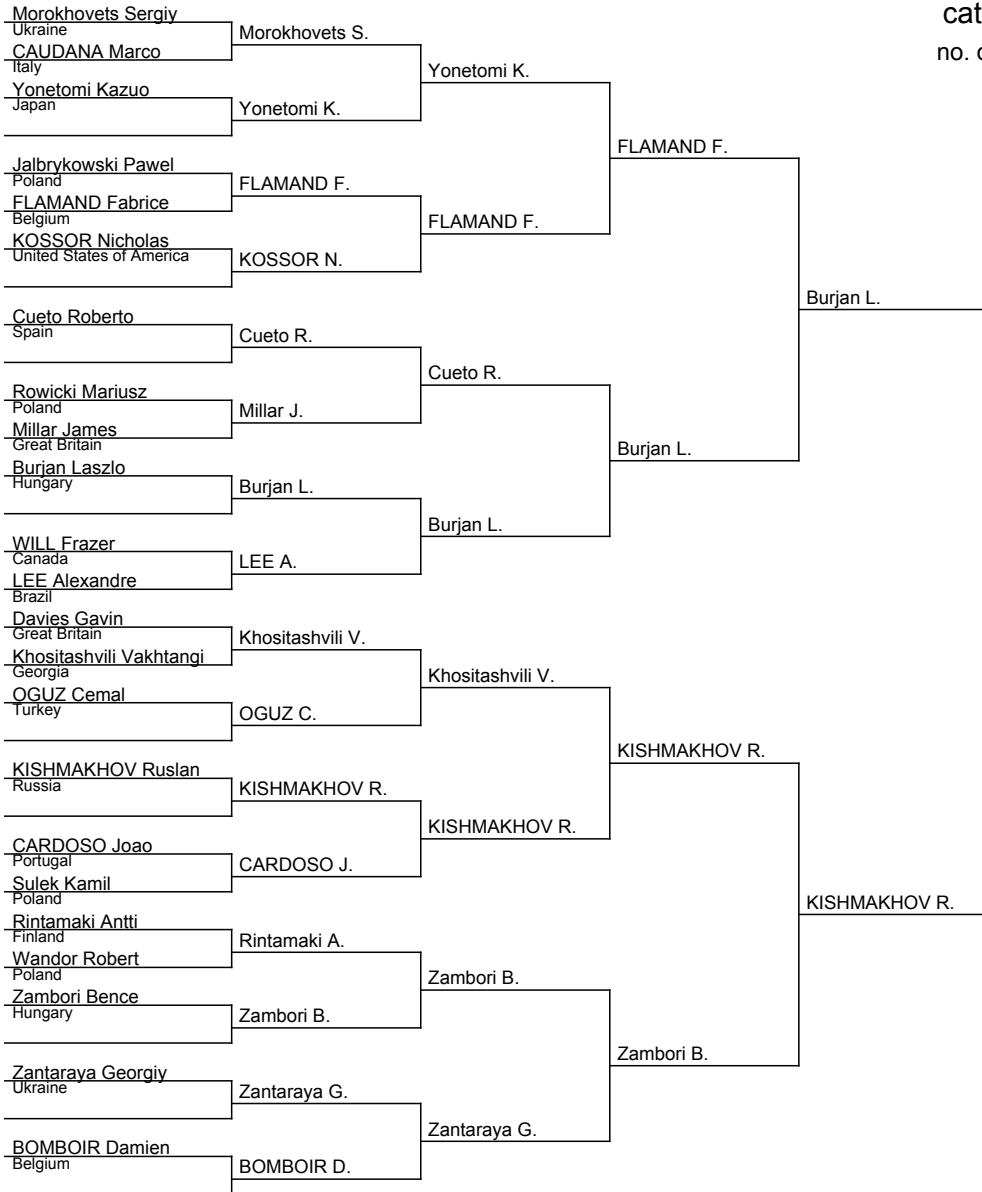 Morokhovets Sergiy
Ukraine
CAUDANA Marco
Italy
Yonetomi Kazuo
Japan
Jalbrykowski Pawel
Poland
FLAMAND Fabrice
Belgium
KOSSOR Nicholas
United States of America
Cueto Roberto
Spain
Rowicki Mariusz
Poland
Millar James
Great Britain
Burjan Laszlo
Hungary
WILL Frazer
Canada
LEE Alexandre
Brazil
Davies Gavin
Great Britain
Khositashvili Vakhtangi
Georgia
OGUZ Cemal
Turkey
KISHMAKHOV Ruslan
Russia
CARDOSO Joao
Portugal
Sulek Kamil
Poland
Rintamaki Antti
Finland
Wandor Robert
Poland
Zambori Bence
Hungary
Zantaraya Georgiy
Ukraine
BOMBOIR Damien
Belgium
Morokhovets S.
Yonetomi K.
FLAMAND F.
KOSSOR N.
Cueto R.
Millar J.
Burjan L.
LEE A.
Khositashvili V.
OGUZ C.
KISHMAKHOV R.
CARDOSO J.
Rintamaki A.
Zambori B.
Zantaraya G.
BOMBOIR D.
Yonetomi K.
FLAMAND F.
Cueto R.
Burjan L.
Khositashvili V.
KISHMAKHOV R.
Zambori B.
Zantaraya G.
FLAMAND F.
Burjan L.
KISHMAKHOV R.
Zambori B.
Burjan L.
KISHMAKHOV R.
cat
no.